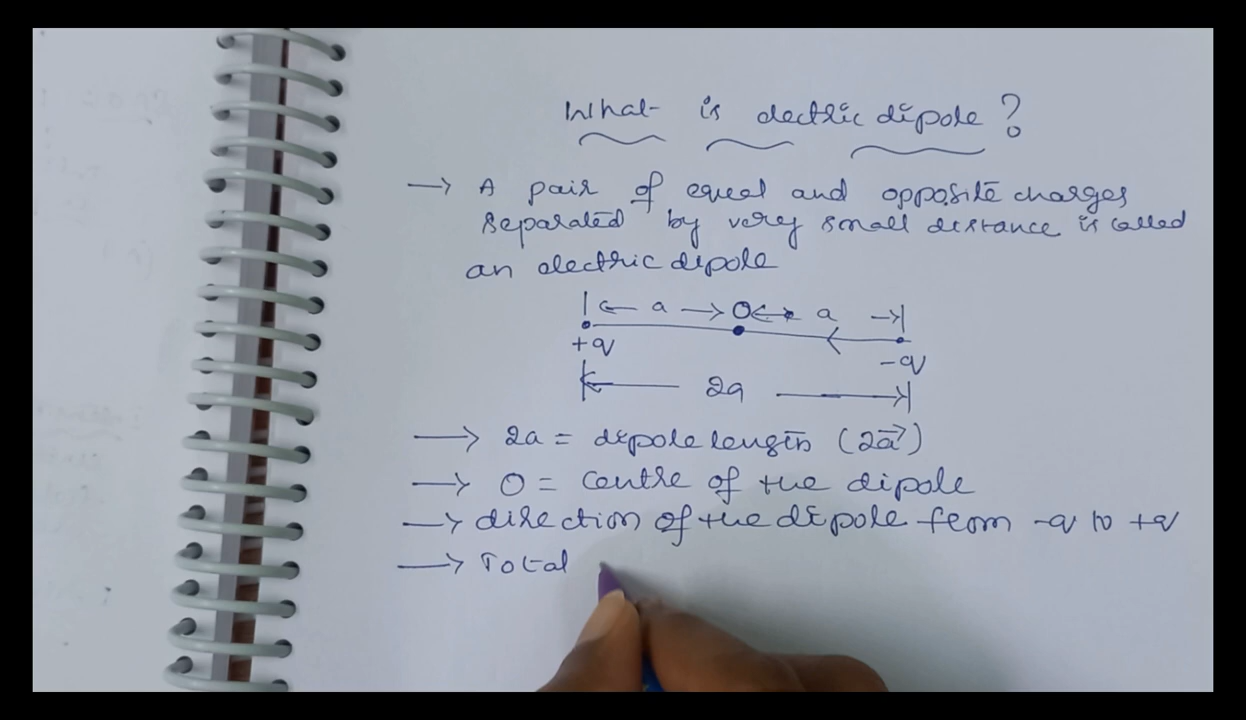 What is electric dipole ?
→ A pair of equal and opposite charges
separated by very small distance is called
an electric dipole
|← a → O ←→ a →|
+q -q
|← 2a →|
→ 2a = dipole length (2a⃗)
→ O = centre of the dipole
→ direction of the dipole from -q to +q
→ Total